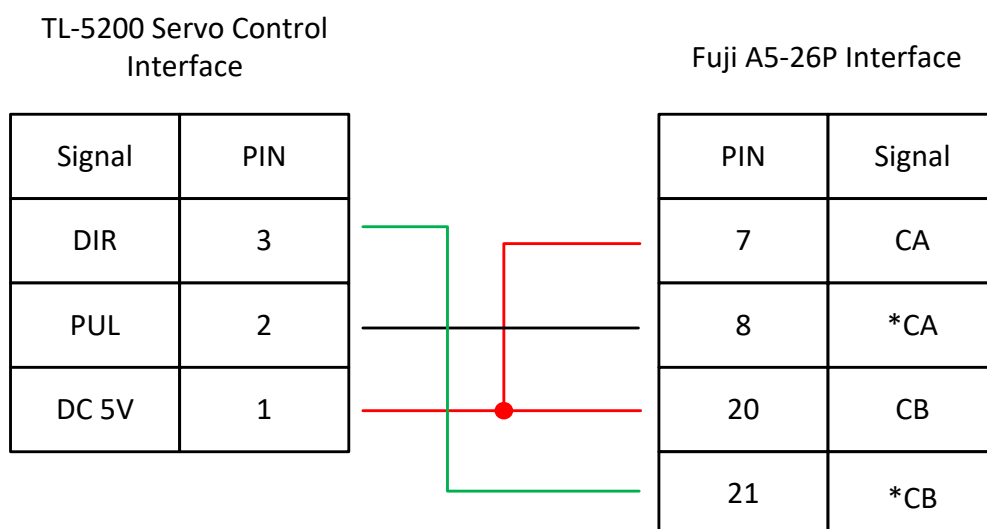 TL-5200 Servo Control
Interface
Fuji A5-26P Interface
Signal PIN
DIR 3
PUL 2
DC 5V 1
PIN Signal
7 CA
8 *CA
20 CB
21 *CB